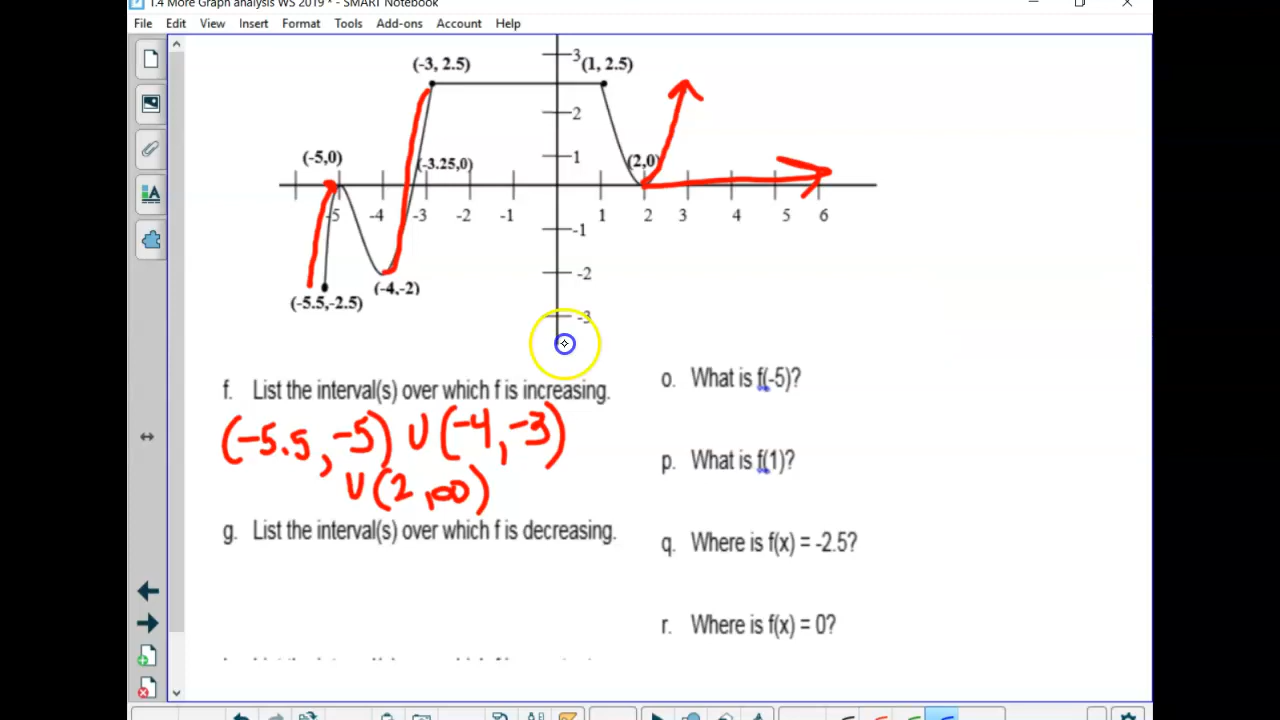 1.4 More Graph analysis WS 2019 * - SMART Notebook
File Edit View Insert Format Tools Add-ons Account Help
3
(-3, 2.5) (1, 2.5)
2
(-5,0) (-3.25,0) 1 (2,0)
-5 -4 -3 -2 -1 1 2 3 4 5 6
-1
-2
(-5.5,-2.5) (-4,-2)
-3
f. List the interval(s) over which f is increasing.
(-5.5, -5) U (-4, -3)
U (2, ∞)
g. List the interval(s) over which f is decreasing.
o. What is f(-5)?
p. What is f(1)?
q. Where is f(x) = -2.5?
r. Where is f(x) = 0?